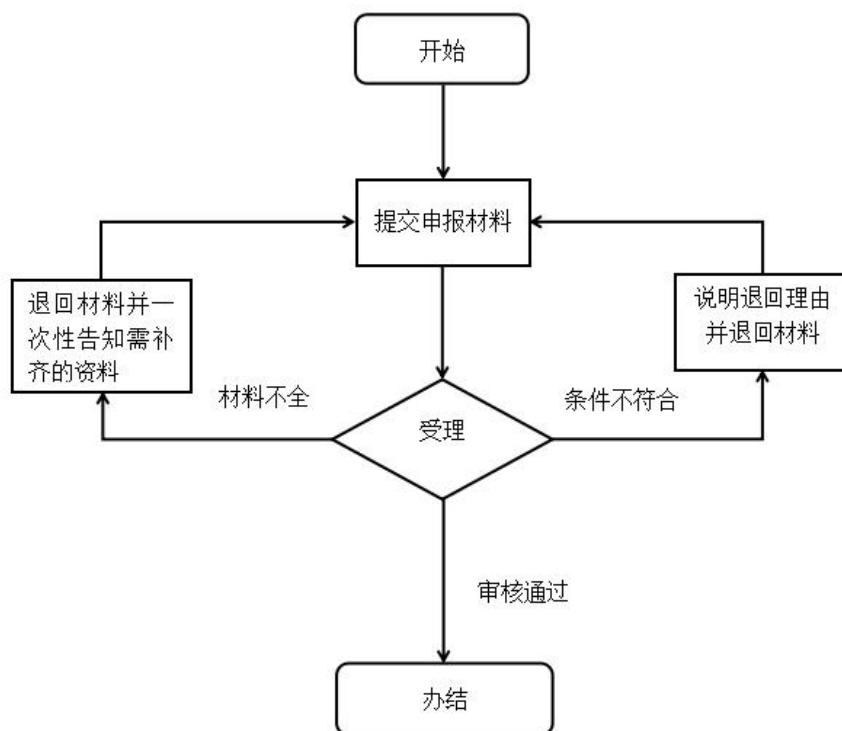 开始
提交申报材料
退回材料并一
次性告知需补
齐的资料
说明退回理由
并退回材料
材料不全
条件不符合
受理
审核通过
办结